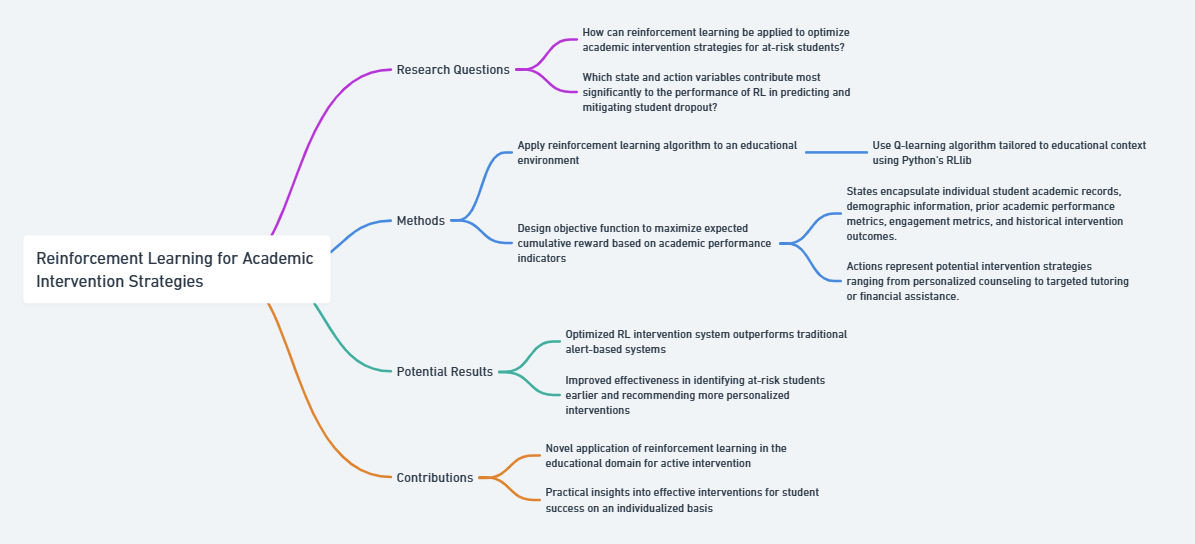 Reinforcement Learning for Academic
Intervention Strategies
Research Questions
How can reinforcement learning be applied to optimize
academic intervention strategies for at-risk students?
Which state and action variables contribute most
significantly to the performance of RL in predicting and
mitigating student dropout?
Methods
Apply reinforcement learning algorithm to an educational
environment
Use Q-learning algorithm tailored to educational context
using Python's RLlib
Design objective function to maximize expected
cumulative reward based on academic performance
indicators
States encapsulate individual student academic records,
demographic information, prior academic performance
metrics, engagement metrics, and historical intervention
outcomes.
Actions represent potential intervention strategies
ranging from personalized counseling to targeted tutoring
or financial assistance.
Potential Results
Optimized RL intervention system outperforms traditional
alert-based systems
Improved effectiveness in identifying at-risk students
earlier and recommending more personalized
interventions
Contributions
Novel application of reinforcement learning in the
educational domain for active intervention
Practical insights into effective interventions for student
success on an individualized basis